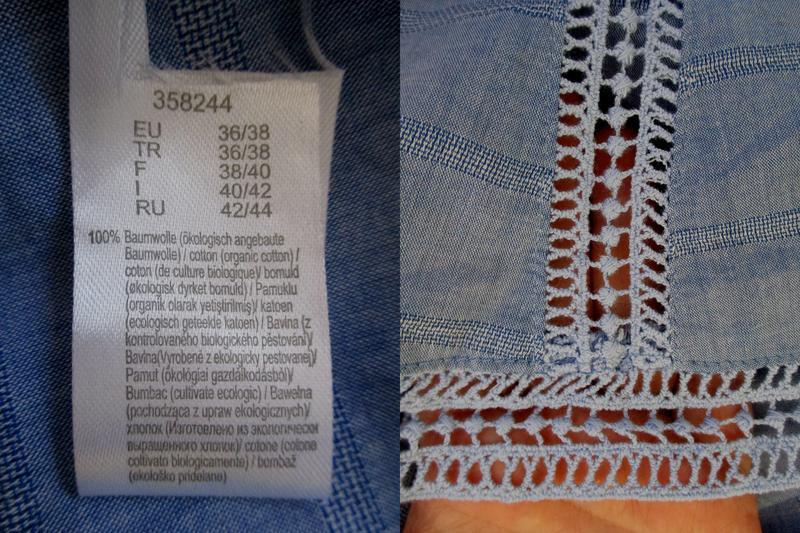 358244
EU 36/38
TR 36/38
F 38/40
I 40/42
RU 42/44
100% Baumwolle (ökologisch angebaute
Baumwolle) / cotton (organic cotton) /
coton (de culture biologique)/ bomuld
(økologisk dyrket bomuld) / Pamuklu
(organik olarak yetiştirilmiş)/ katoen
(ecologisch geteelde katoen) / Bavlna (z
kontrolovaného biologického pěstování)/
Bavlna(Vyrobené z ekologicky pestovanej)/
Pamut (ökológiai gazdálkodásból)/
Bumbac (cultivate ecologic) / Bawełna
(pochodząca z upraw ekologicznych)/
хлопок (Изготовлено из экологически
выращенного хлопок)/ cotone (cotone
coltivato biologicamente) / bombaž
(ekološko pridelano)